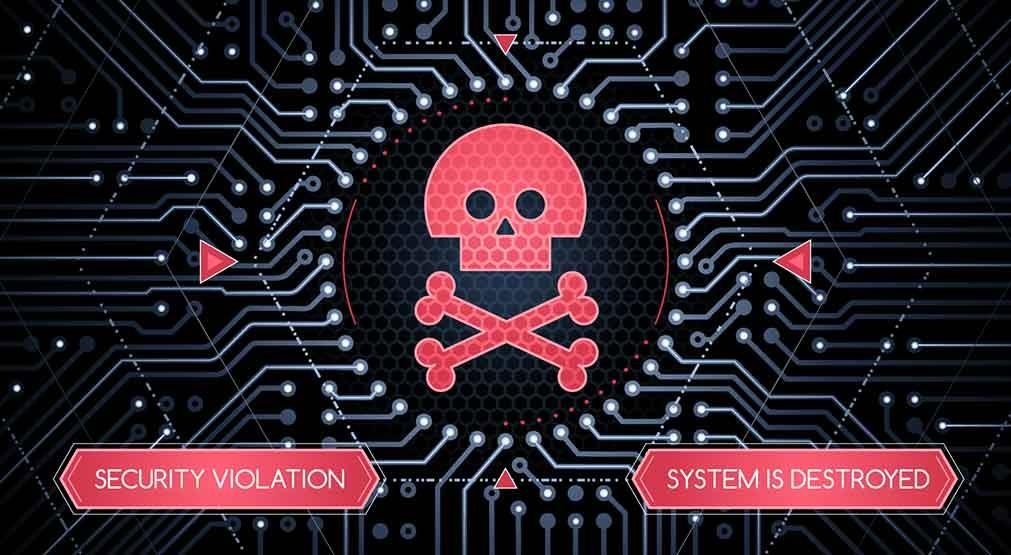 SECURITY VIOLATION
SYSTEM IS DESTROYED